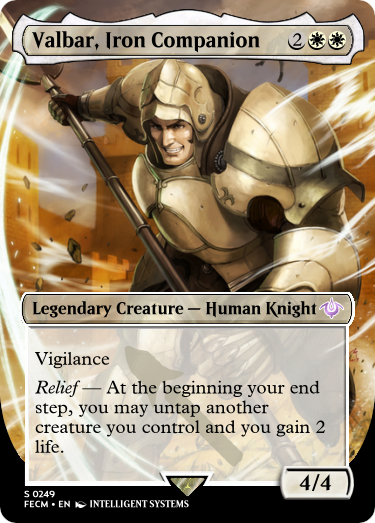 Valbar, Iron Companion 2
Legendary Creature — Human Knight
Vigilance
Relief — At the beginning your end
step, you may untap another
creature you control and you gain 2
life.
4/4
S 0249
FECM • EN INTELLIGENT SYSTEMS